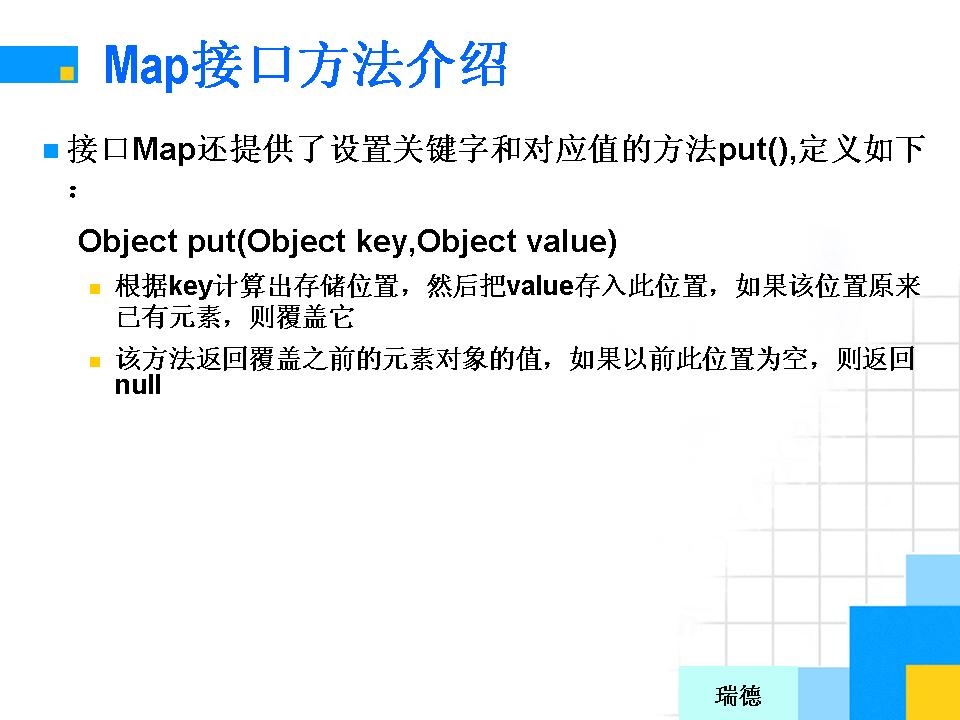 Map接口方法介绍
接口Map还提供了设置关键字和对应值的方法put(),定义如下
：
Object put(Object key,Object value)
根据key计算出存储位置，然后把value存入此位置，如果该位置原来
已有元素，则覆盖它
该方法返回覆盖之前的元素对象的值，如果以前此位置为空，则返回
null
瑞德